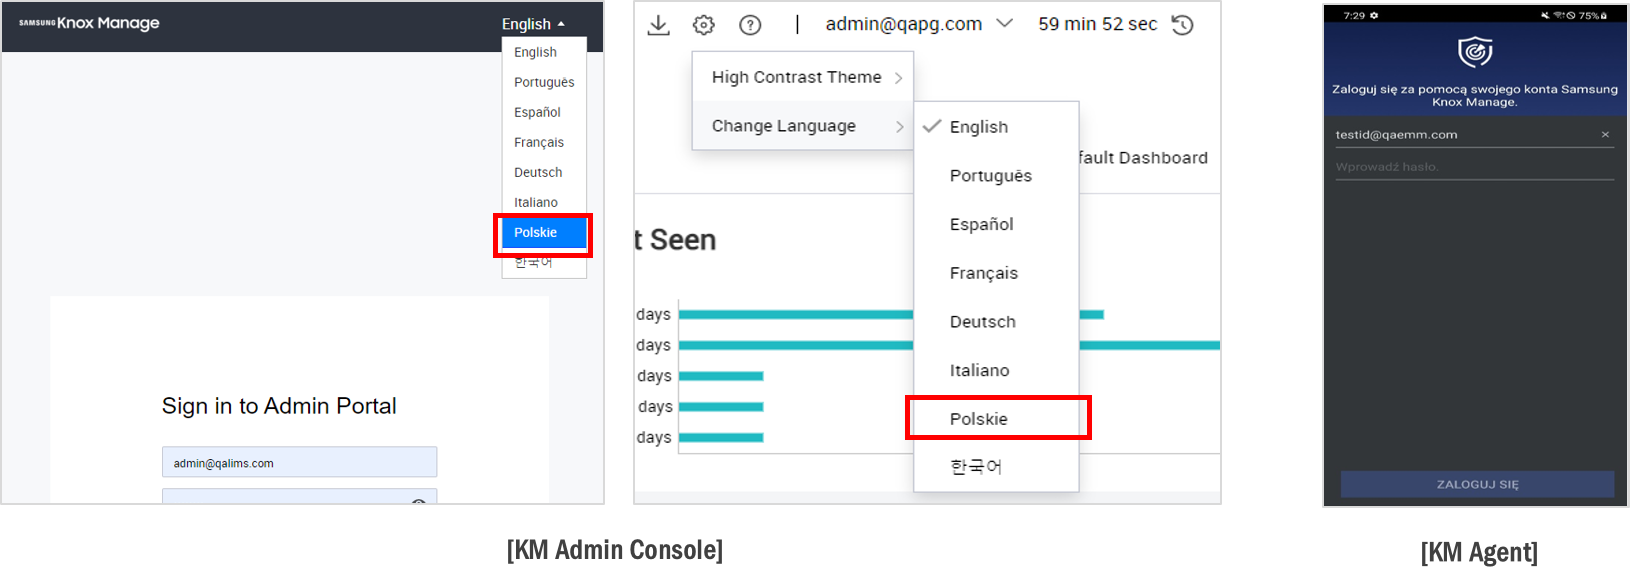 SAMSUNG Knox Manage
English
English
Português
Español
Français
Deutsch
Italiano
Polskie
한국어
Sign in to Admin Portal
admin@qalims.com
admin@qapg.com
59 min 52 sec
High Contrast Theme
Change Language
English
Português
Español
Français
Deutsch
Italiano
Polskie
한국어
fault Dashboard
t Seen
days
days
days
days
days
7:29
75%
Zaloguj się za pomocą swojego konta Samsung
Knox Manage.
testid@qaemm.com
Wprowadź hasło.
ZALOGUJ SIĘ
[KM Admin Console]
[KM Agent]